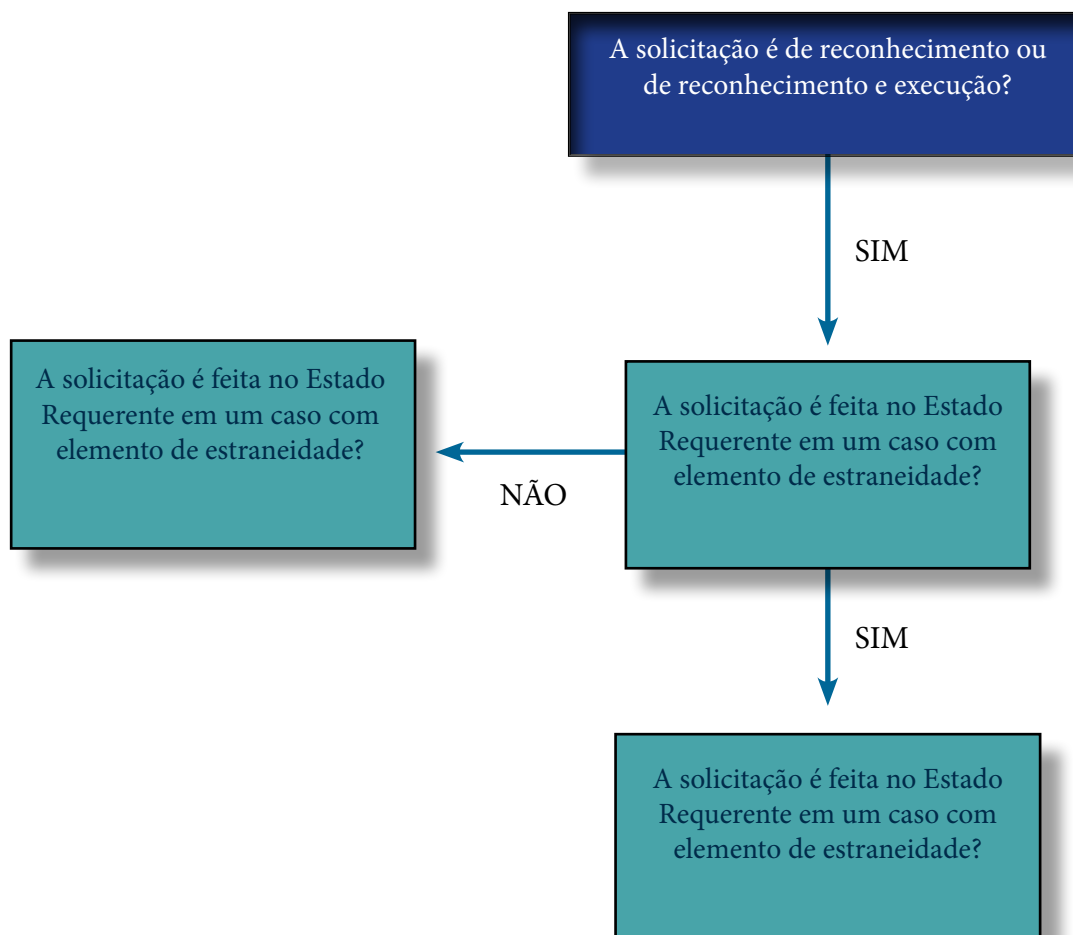 A solicitação é de reconhecimento ou
de reconhecimento e execução?
SIM
A solicitação é feita no Estado
Requerente em um caso com
elemento de estraneidade?
NÃO
A solicitação é feita no Estado
Requerente em um caso com
elemento de estraneidade?
SIM
A solicitação é feita no Estado
Requerente em um caso com
elemento de estraneidade?